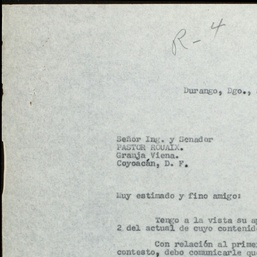 R-4
Durango, Dgo.,
Señor Ing. y Senador
PASTOR ROUAIX.
Granja Viena.
Coyoacán, D. F.
Muy estimado y fino amigo:
Tengo a la vista su
2 del actual de cuyo contenid
Con relación al prime
contesto, debo comunicarle que